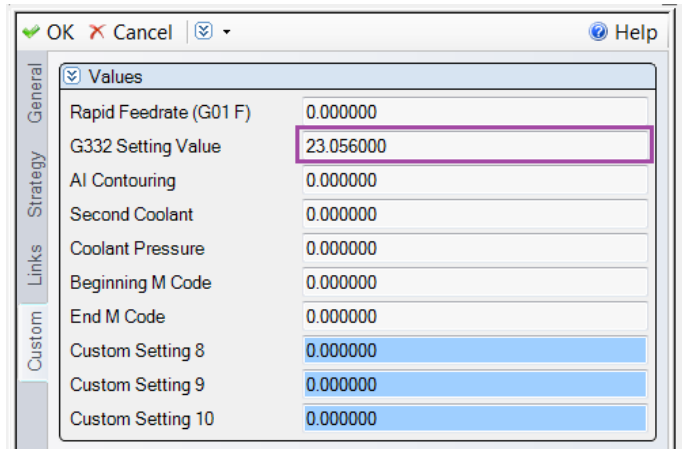 OK Cancel Help
General
Strategy
Links
Custom
Values
Rapid Feedrate (G01 F) 0.000000
G332 Setting Value 23.056000
AI Contouring 0.000000
Second Coolant 0.000000
Coolant Pressure 0.000000
Beginning M Code 0.000000
End M Code 0.000000
Custom Setting 8 0.000000
Custom Setting 9 0.000000
Custom Setting 10 0.000000